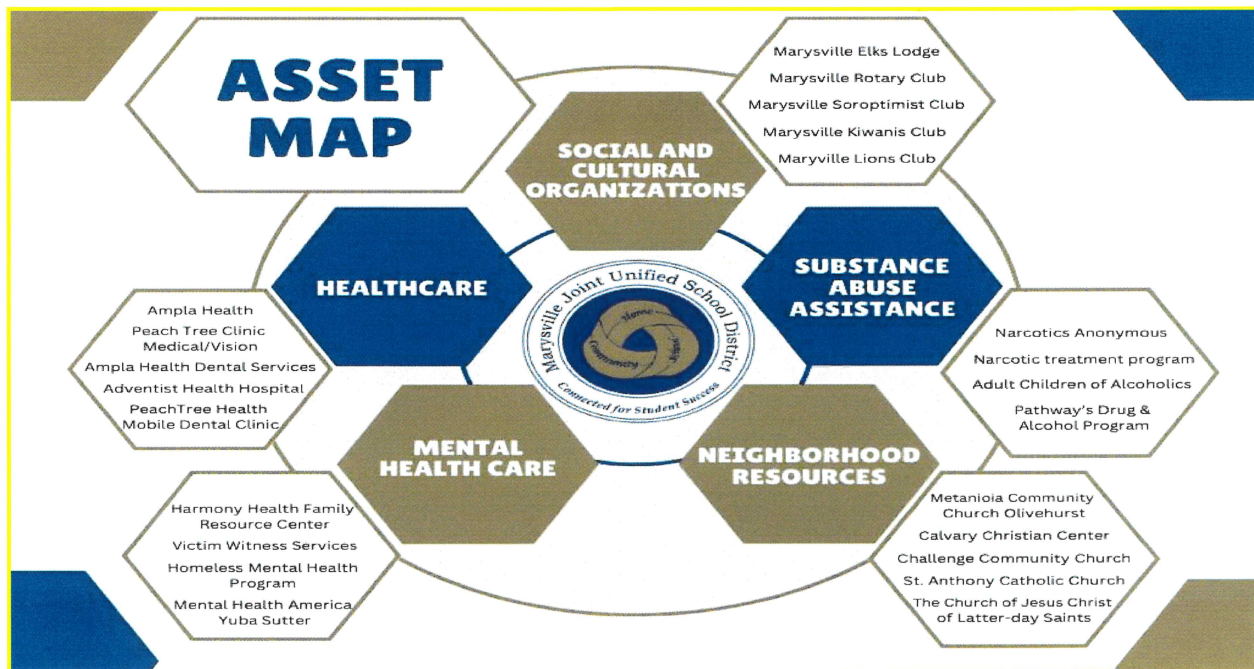 ASSET
MAP
SOCIAL AND
CULTURAL
ORGANIZATIONS
Marysville Elks Lodge
Marysville Rotary Club
Marysville Soroptimist Club
Marysville Kiwanis Club
Maryville Lions Club
HEALTHCARE
Ampla Health
Peach Tree Clinic
Medical/Vision
Ampla Health Dental Services
Adventist Health Hospital
PeachTree Health
Mobile Dental Clinic
SUBSTANCE
ABUSE
ASSISTANCE
Narcotics Anonymous
Narcotic treatment program
Adult Children of Alcoholics
Pathway's Drug &
Alcohol Program
Marysville Joint Unified School District
Home
Community
School
Connected for Student Success
MENTAL
HEALTH CARE
Harmony Health Family
Resource Center
Victim Witness Services
Homeless Mental Health
Program
Mental Health America
Yuba Sutter
NEIGHBORHOOD
RESOURCES
Metanioia Community
Church Olivehurst
Calvary Christian Center
Challenge Community Church
St. Anthony Catholic Church
The Church of Jesus Christ
of Latter-day Saints